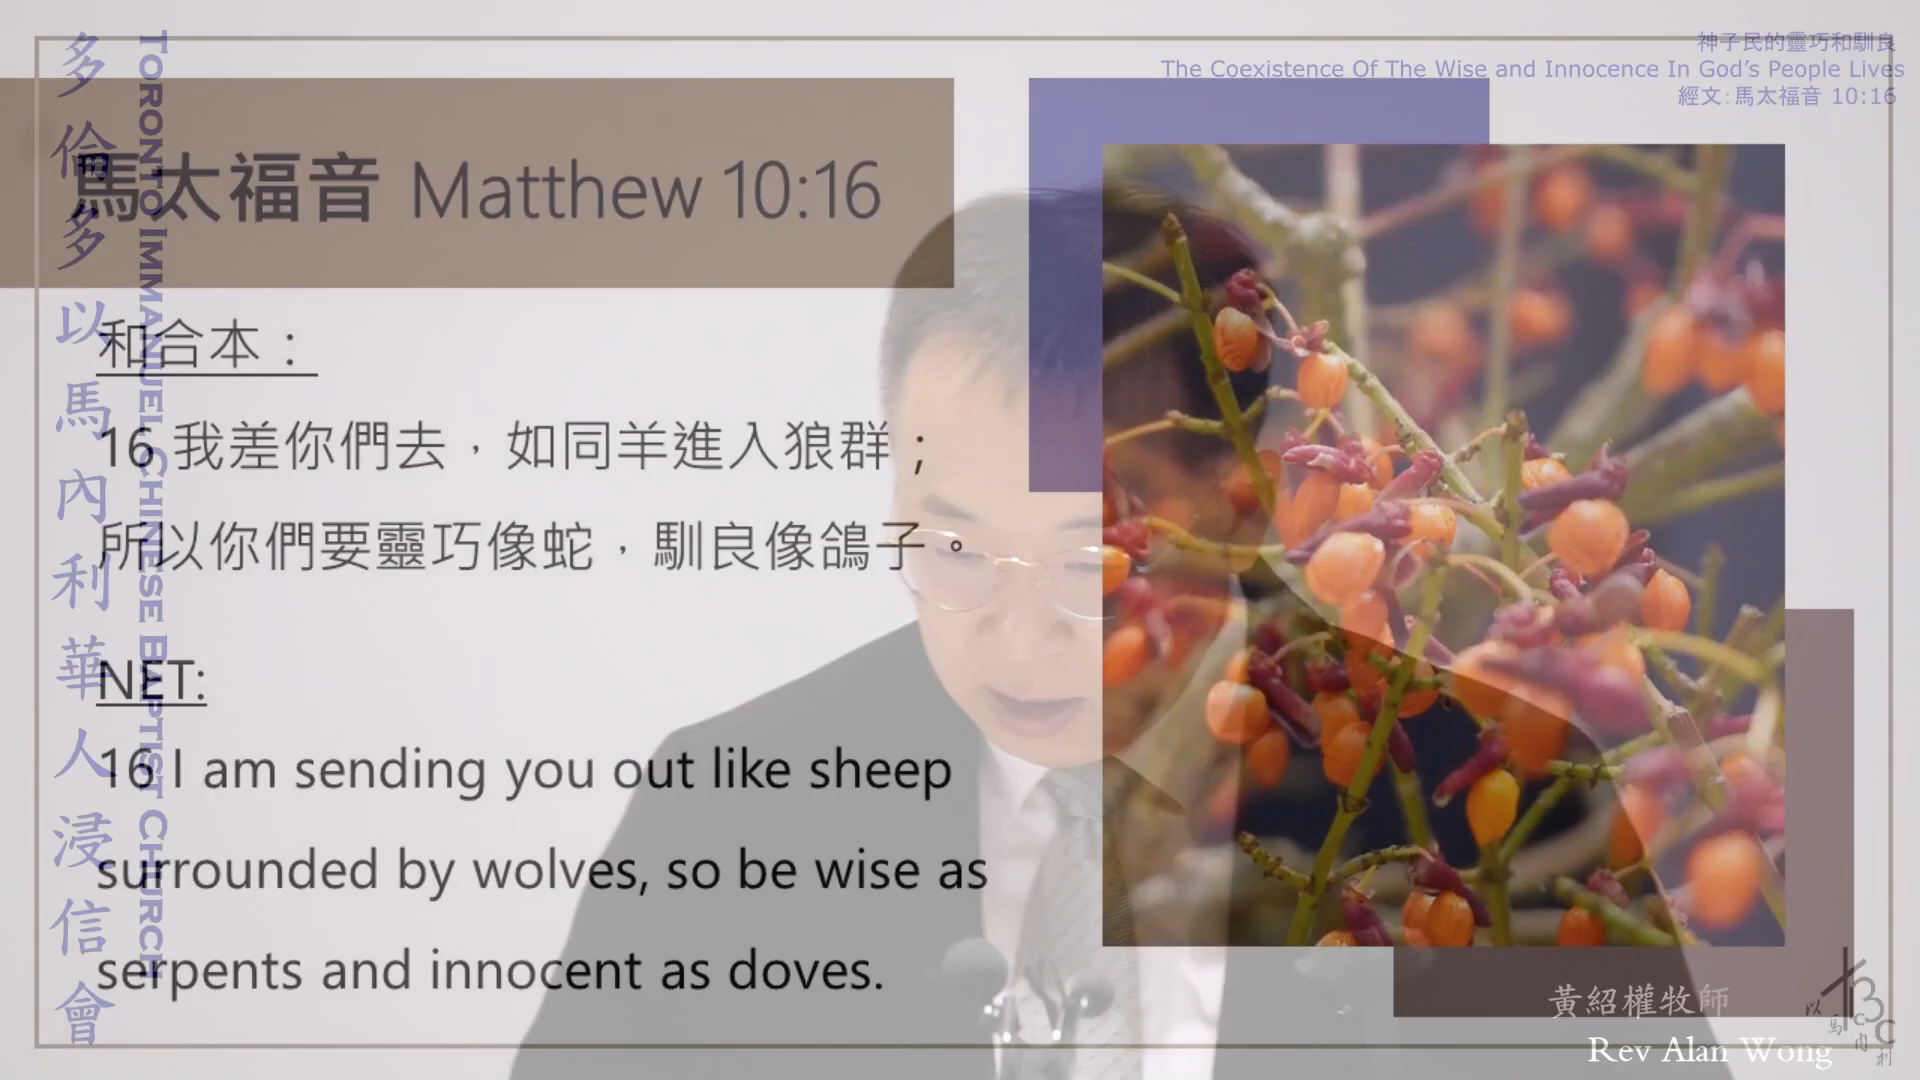 神子民的靈巧和馴良
The Coexistence Of The Wise and Innocence In God's People Lives
經文：馬太福音 10:16
多倫多以馬內利華人浸信會
TORONTO IMMANUEL CHINESE BAPTIST CHURCH
馬太福音 Matthew 10:16
和合本：
16 我差你們去，如同羊進入狼群；
所以你們要靈巧像蛇，馴良像鴿子。
NET:
16 I am sending you out like sheep
surrounded by wolves, so be wise as
serpents and innocent as doves.
黃紹權牧師
Rev Alan Wong
以馬內利